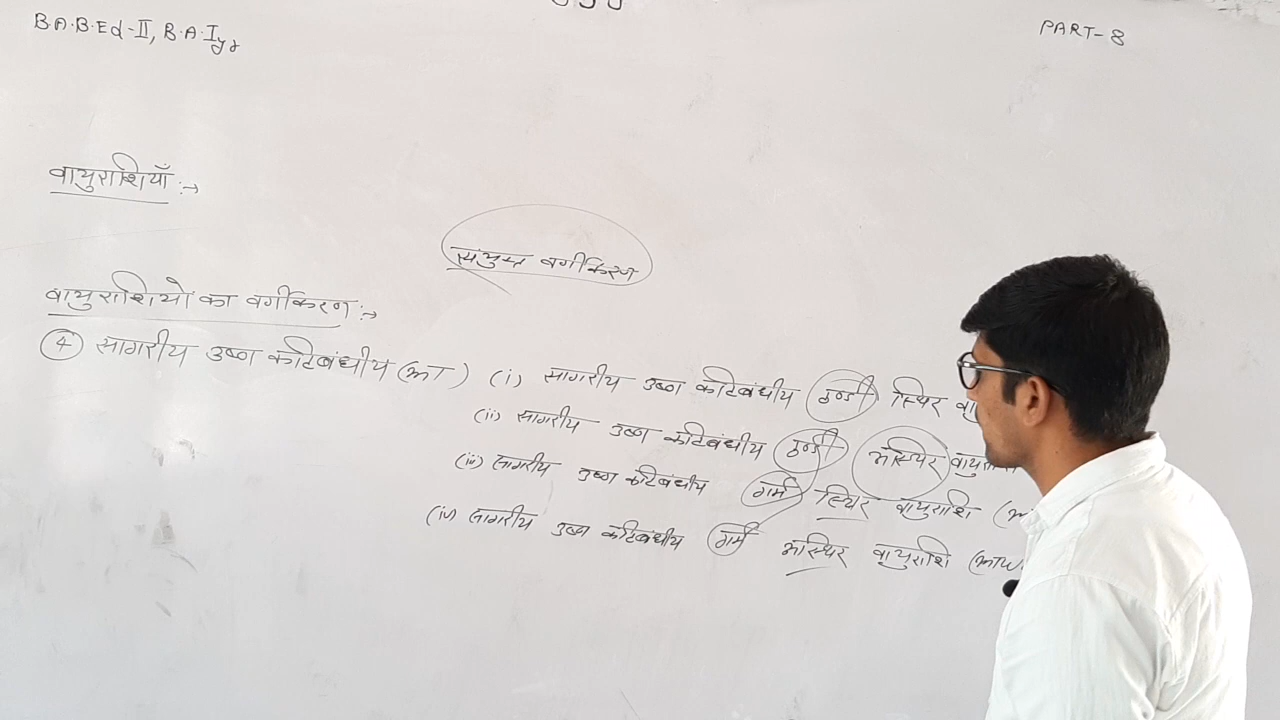 B.A.B.Ed-II, B.A.I yr
PART-8
वायुराशियाँ :→
संयुक्त वर्गीकरण
वायुराशियों का वर्गीकरण :→
④ सागरीय उष्ण कटिबंधीय (mT)
(i) सागरीय उष्ण कटिबंधीय ठण्डी स्थिर
(ii) सागरीय उष्ण कटिबंधीय ठण्डी अस्थिर
(iii) सागरीय उष्ण कटिबंधीय गर्म स्थिर वायुराशि
(iv) सागरीय उष्ण कटिबंधीय गर्म अस्थिर वायुराशि